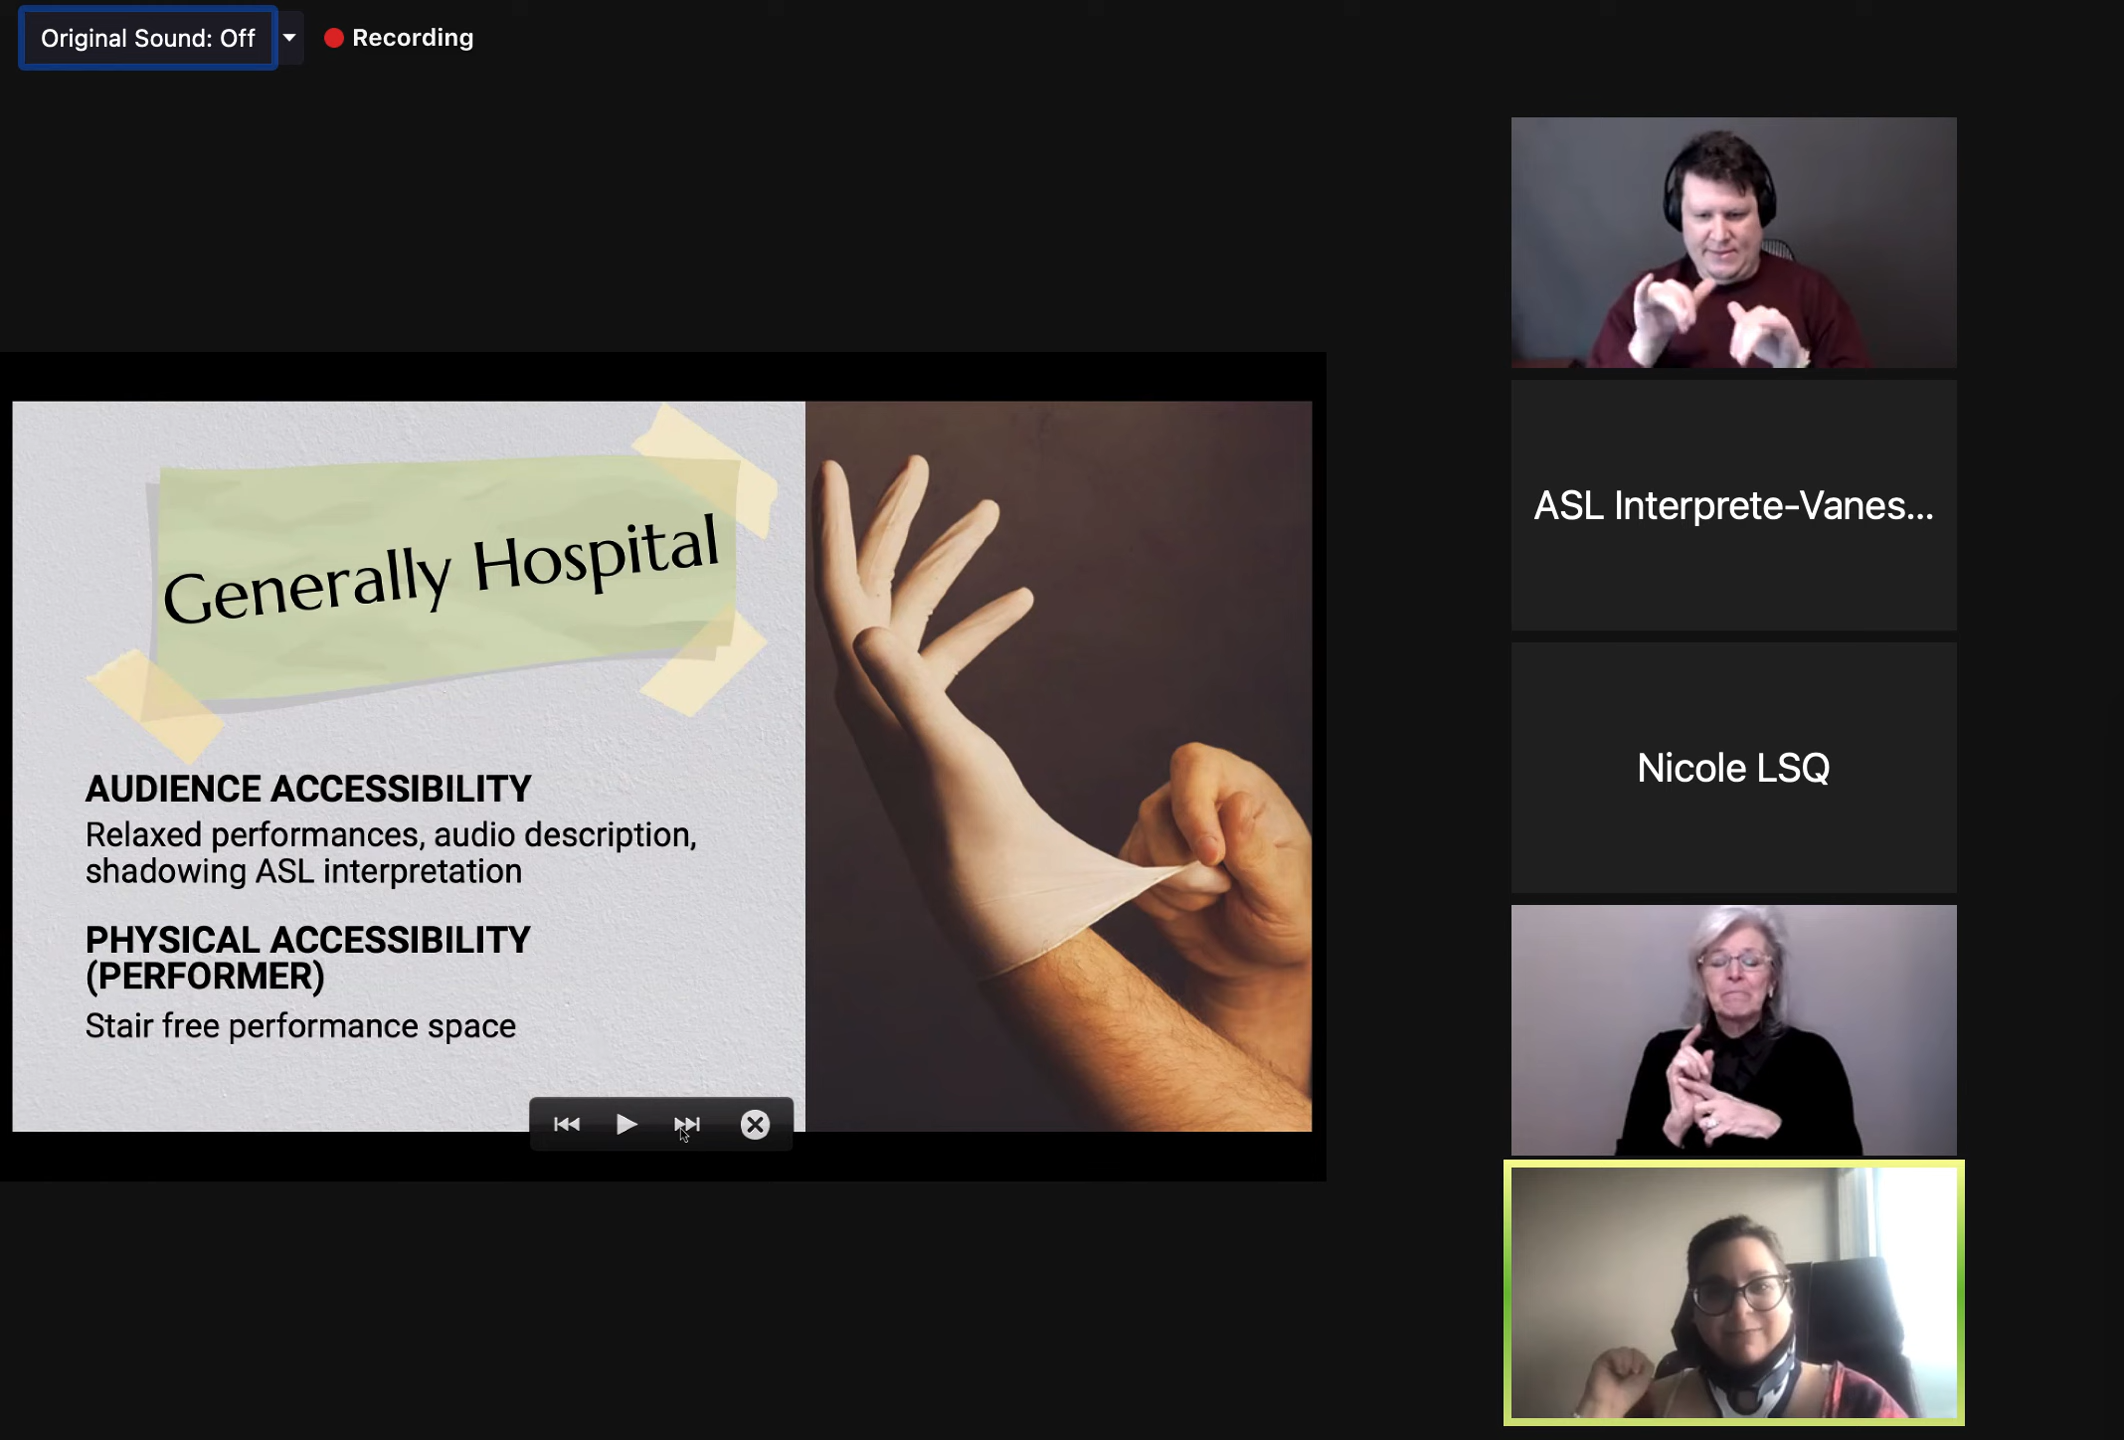 Original Sound: Off
Recording
Generally Hospital
AUDIENCE ACCESSIBILITY
Relaxed performances, audio description,
shadowing ASL interpretation
PHYSICAL ACCESSIBILITY
(PERFORMER)
Stair free performance space
ASL Interprete-Vanes...
Nicole LSQ